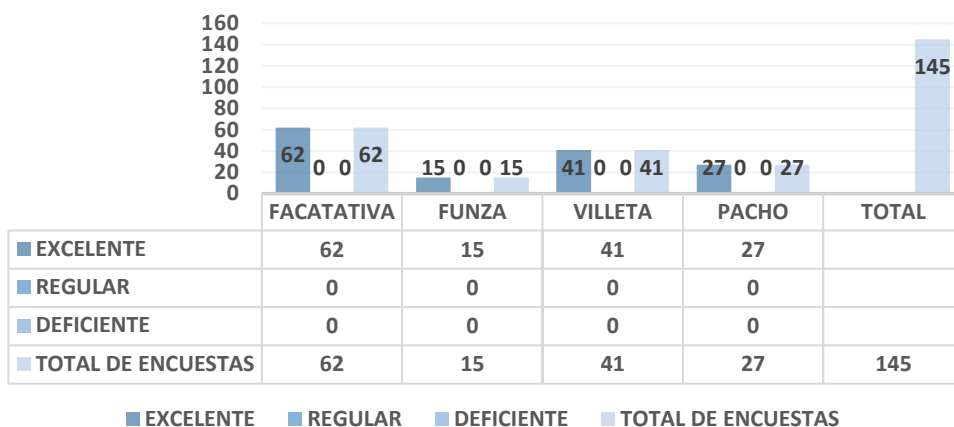 160
140
120
100
80
60
40
20
0
62 0 0 62 15 0 0 15 41 0 0 41 27 0 0 27 145
FACATATIVA FUNZA VILLETA PACHO TOTAL
EXCELENTE 62 15 41 27
REGULAR 0 0 0 0
DEFICIENTE 0 0 0 0
TOTAL DE ENCUESTAS 62 15 41 27 145
EXCELENTE REGULAR DEFICIENTE TOTAL DE ENCUESTAS